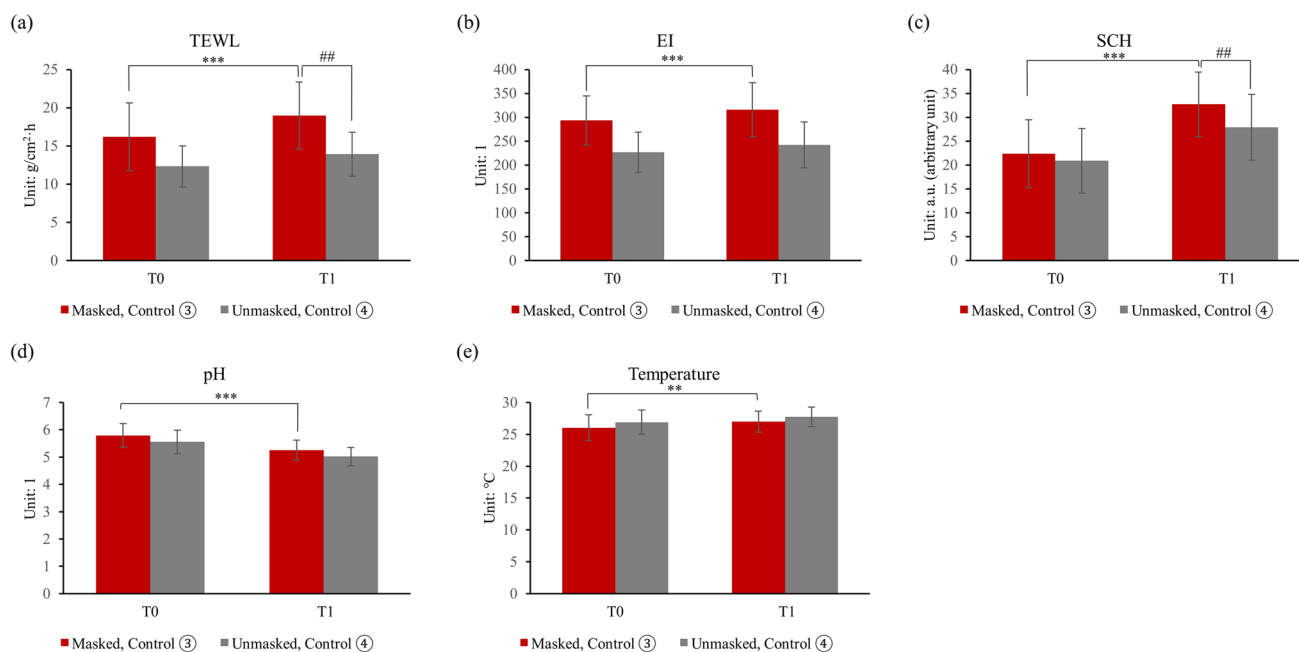 (a)
TEWL
***
##
Unit: g/cm²·h
25
20
15
10
5
0
T0
T1
Masked, Control ③
Unmasked, Control ④
(b)
EI
***
Unit: 1
400
350
300
250
200
150
100
50
0
T0
T1
Masked, Control ③
Unmasked, Control ④
(c)
SCH
***
##
Unit: a.u. (arbitrary unit)
45
40
35
30
25
20
15
10
5
0
T0
T1
Masked, Control ③
Unmasked, Control ④
(d)
pH
***
Unit: 1
7
6
5
4
3
2
1
0
T0
T1
Masked, Control ③
Unmasked, Control ④
(e)
Temperature
**
Unit: °C
30
25
20
15
10
5
0
T0
T1
Masked, Control ③
Unmasked, Control ④